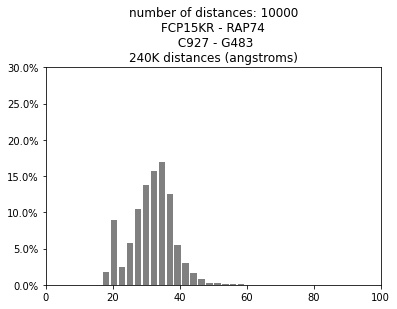 number of distances: 10000
FCP15KR - RAP74
C927 - G483
240K distances (angstroms)
30.0%
25.0%
20.0%
15.0%
10.0%
5.0%
0.0%
0 20 40 60 80 100